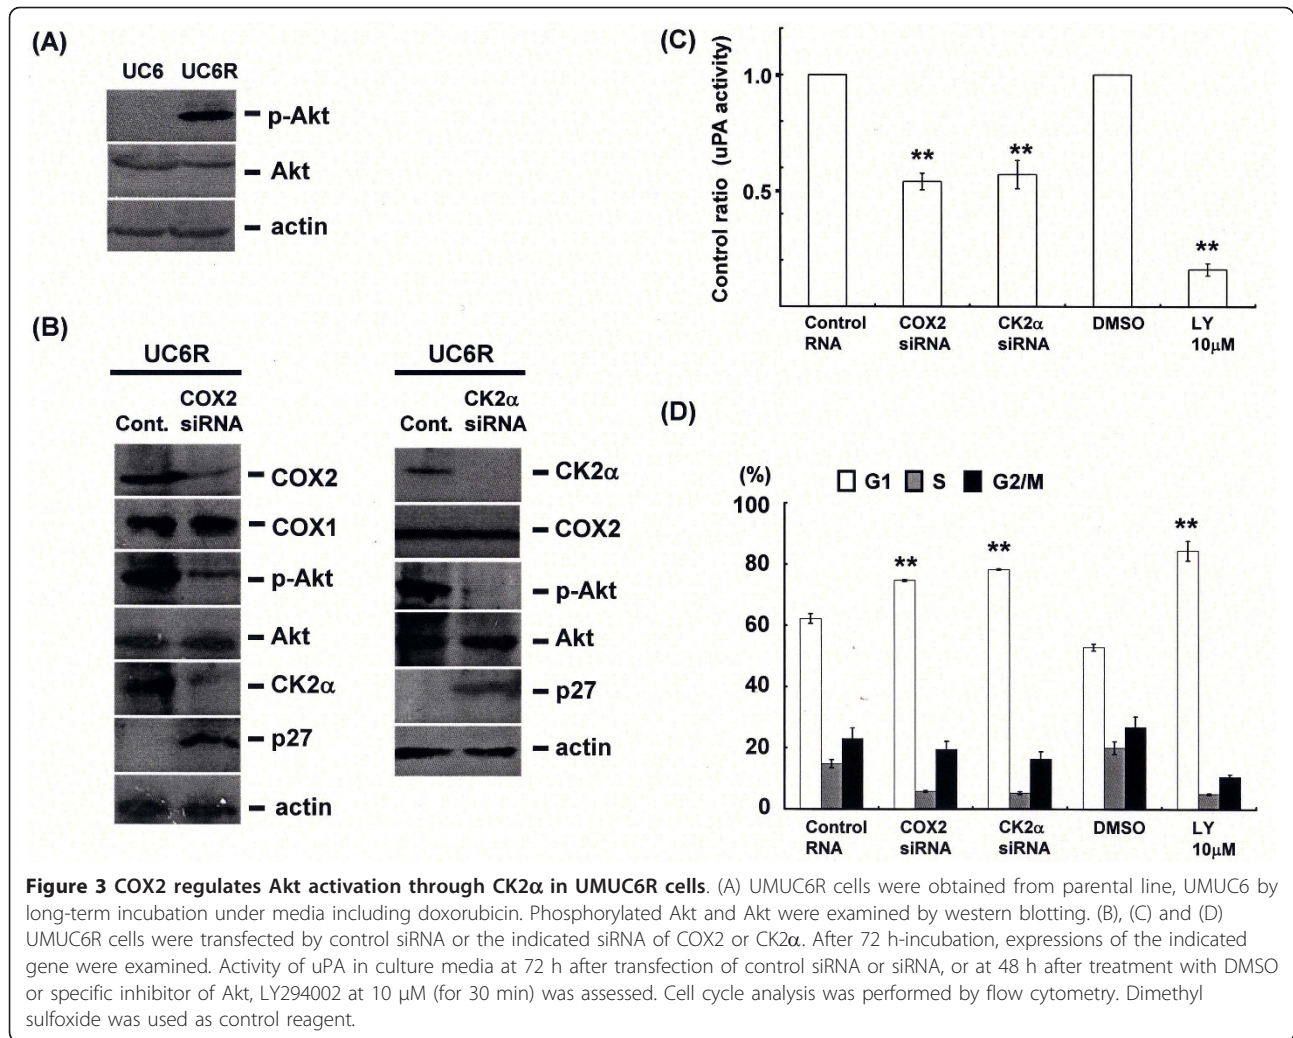 (A)
UC6 UC6R
p-Akt
Akt
actin
(B)
UC6R
Cont. COX2 siRNA
COX2
COX1
p-Akt
Akt
CK2α
p27
actin
UC6R
Cont. CK2α siRNA
CK2α
COX2
p-Akt
Akt
p27
actin
(C)
Control ratio (uPA activity)
1.0
0.5
** ** **
Control RNA
COX2 siRNA
CK2α siRNA
DMSO
LY 10μM
(D)
(%)
G1 S G2/M
100
80
60
40
20
0
** ** **
Control RNA
COX2 siRNA
CK2α siRNA
DMSO
LY 10μM
Figure 3 COX2 regulates Akt activation through CK2α in UMUC6R cells. (A) UMUC6R cells were obtained from parental line, UMUC6 by
long-term incubation under media including doxorubicin. Phosphorylated Akt and Akt were examined by western blotting. (B), (C) and (D)
UMUC6R cells were transfected by control siRNA or the indicated siRNA of COX2 or CK2α. After 72 h-incubation, expressions of the indicated
gene were examined. Activity of uPA in culture media at 72 h after transfection of control siRNA or siRNA, or at 48 h after treatment with DMSO
or specific inhibitor of Akt, LY294002 at 10 μM (for 30 min) was assessed. Cell cycle analysis was performed by flow cytometry. Dimethyl
sulfoxide was used as control reagent.